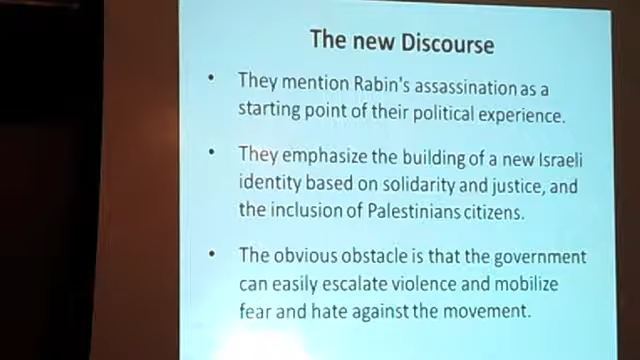 The new Discourse
• They mention Rabin's assassination as a
starting point of their political experience.
• They emphasize the building of a new Israeli
identity based on solidarity and justice, and
the inclusion of Palestinians citizens.
• The obvious obstacle is that the government
can easily escalate violence and mobilize
fear and hate against the movement.